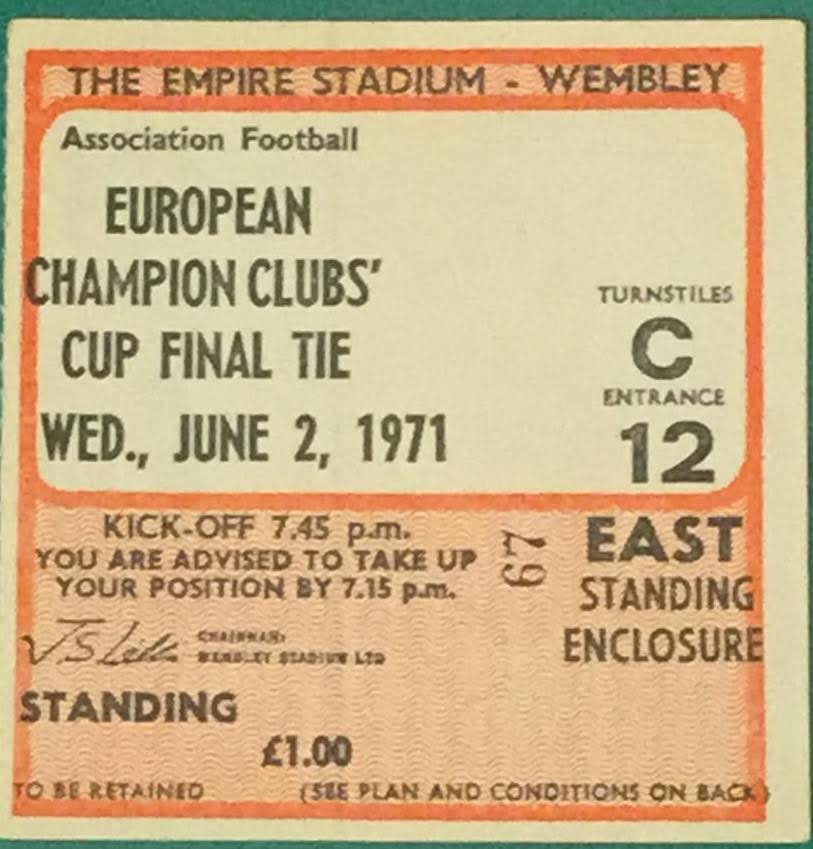 THE EMPIRE STADIUM - WEMBLEY
Association Football
EUROPEAN
CHAMPION CLUBS'
CUP FINAL TIE
WED., JUNE 2, 1971
TURNSTILES
C
ENTRANCE
12
KICK-OFF 7.45 p.m.
YOU ARE ADVISED TO TAKE UP
YOUR POSITION BY 7.15 p.m.
67
EAST
STANDING
ENCLOSURE
CHAIRMAN:
WEMBLEY STADIUM LTD
STANDING
£1.00
TO BE RETAINED (SEE PLAN AND CONDITIONS ON BACK)